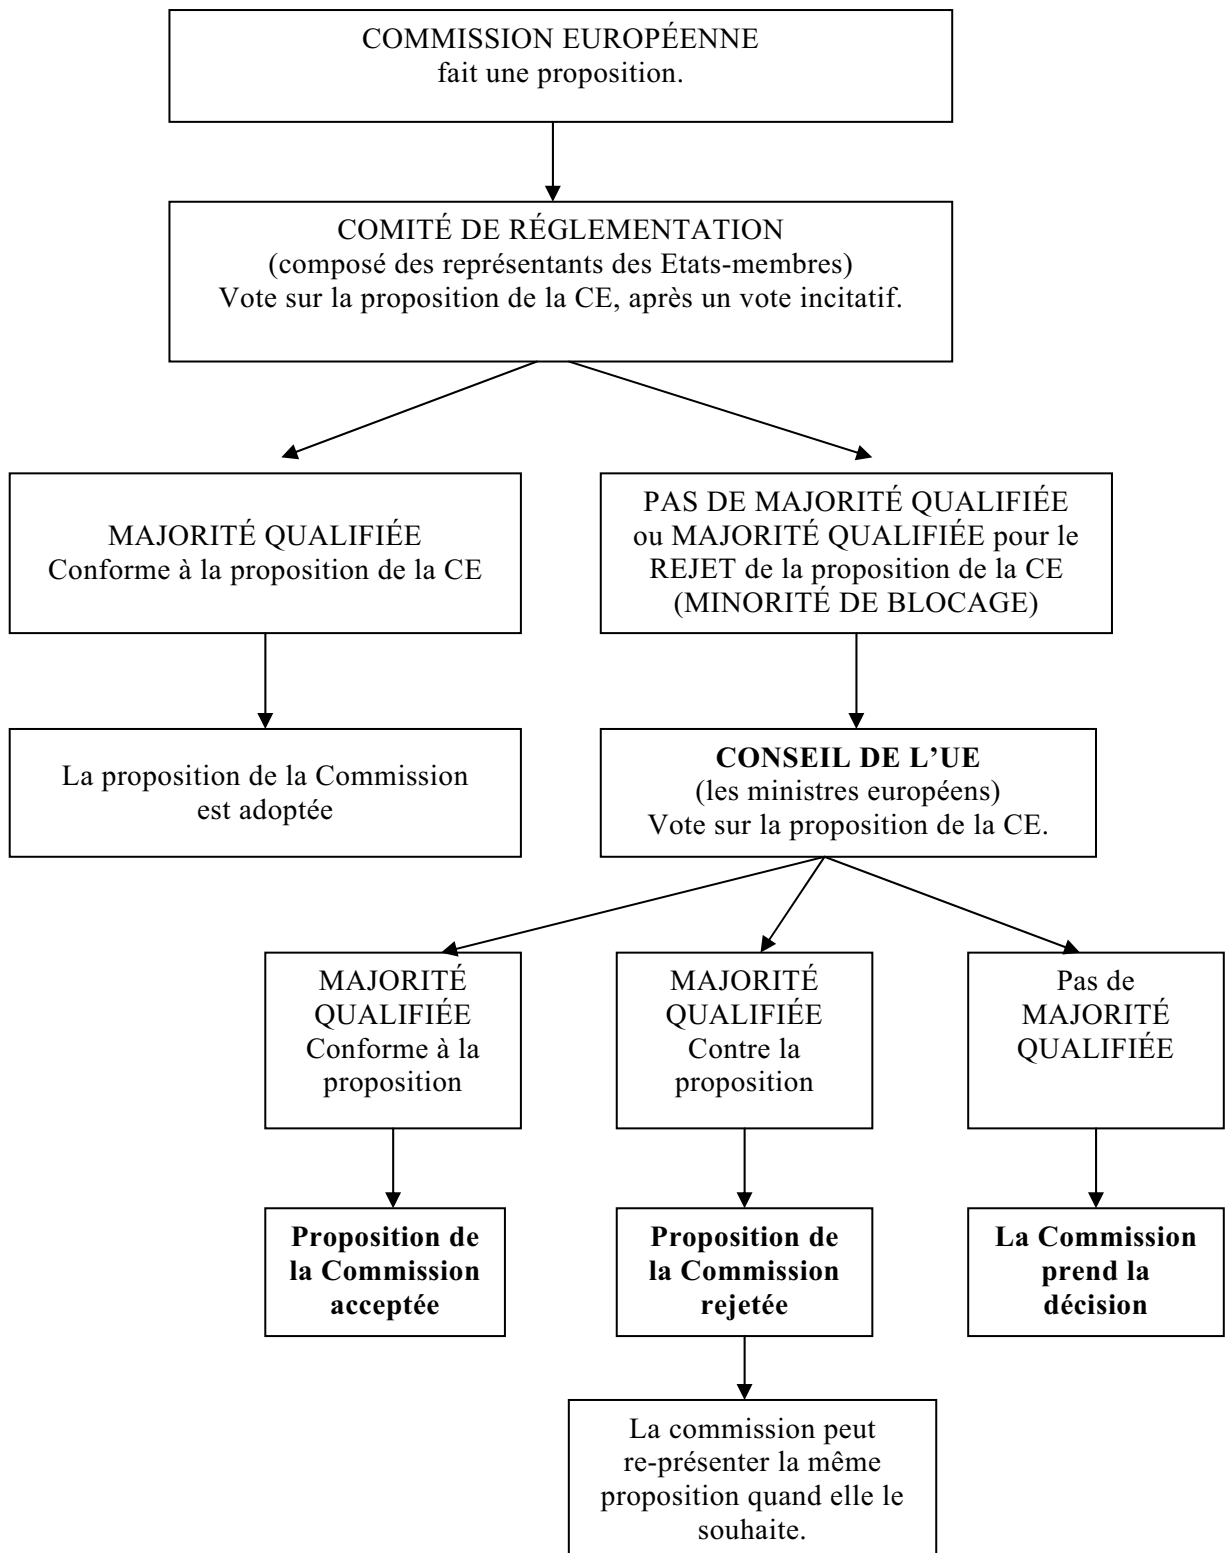 COMMISSION EUROPÉENNE
fait une proposition.
COMITÉ DE RÉGLEMENTATION
(composé des représentants des Etats-membres)
Vote sur la proposition de la CE, après un vote incitatif.
MAJORITÉ QUALIFIÉE
Conforme à la proposition de la CE
PAS DE MAJORITÉ QUALIFIÉE
ou MAJORITÉ QUALIFIÉE pour le
REJET de la proposition de la CE
(MINORITÉ DE BLOCAGE)
La proposition de la Commission
est adoptée
CONSEIL DE L’UE
(les ministres européens)
Vote sur la proposition de la CE.
MAJORITÉ
QUALIFIÉE
Conforme à la
proposition
MAJORITÉ
QUALIFIÉE
Contre la
proposition
Pas de
MAJORITÉ
QUALIFIÉE
Proposition de
la Commission
acceptée
Proposition de
la Commission
rejetée
La Commission
prend la
décision
La commission peut
re-présenter la même
proposition quand elle le
souhaite.